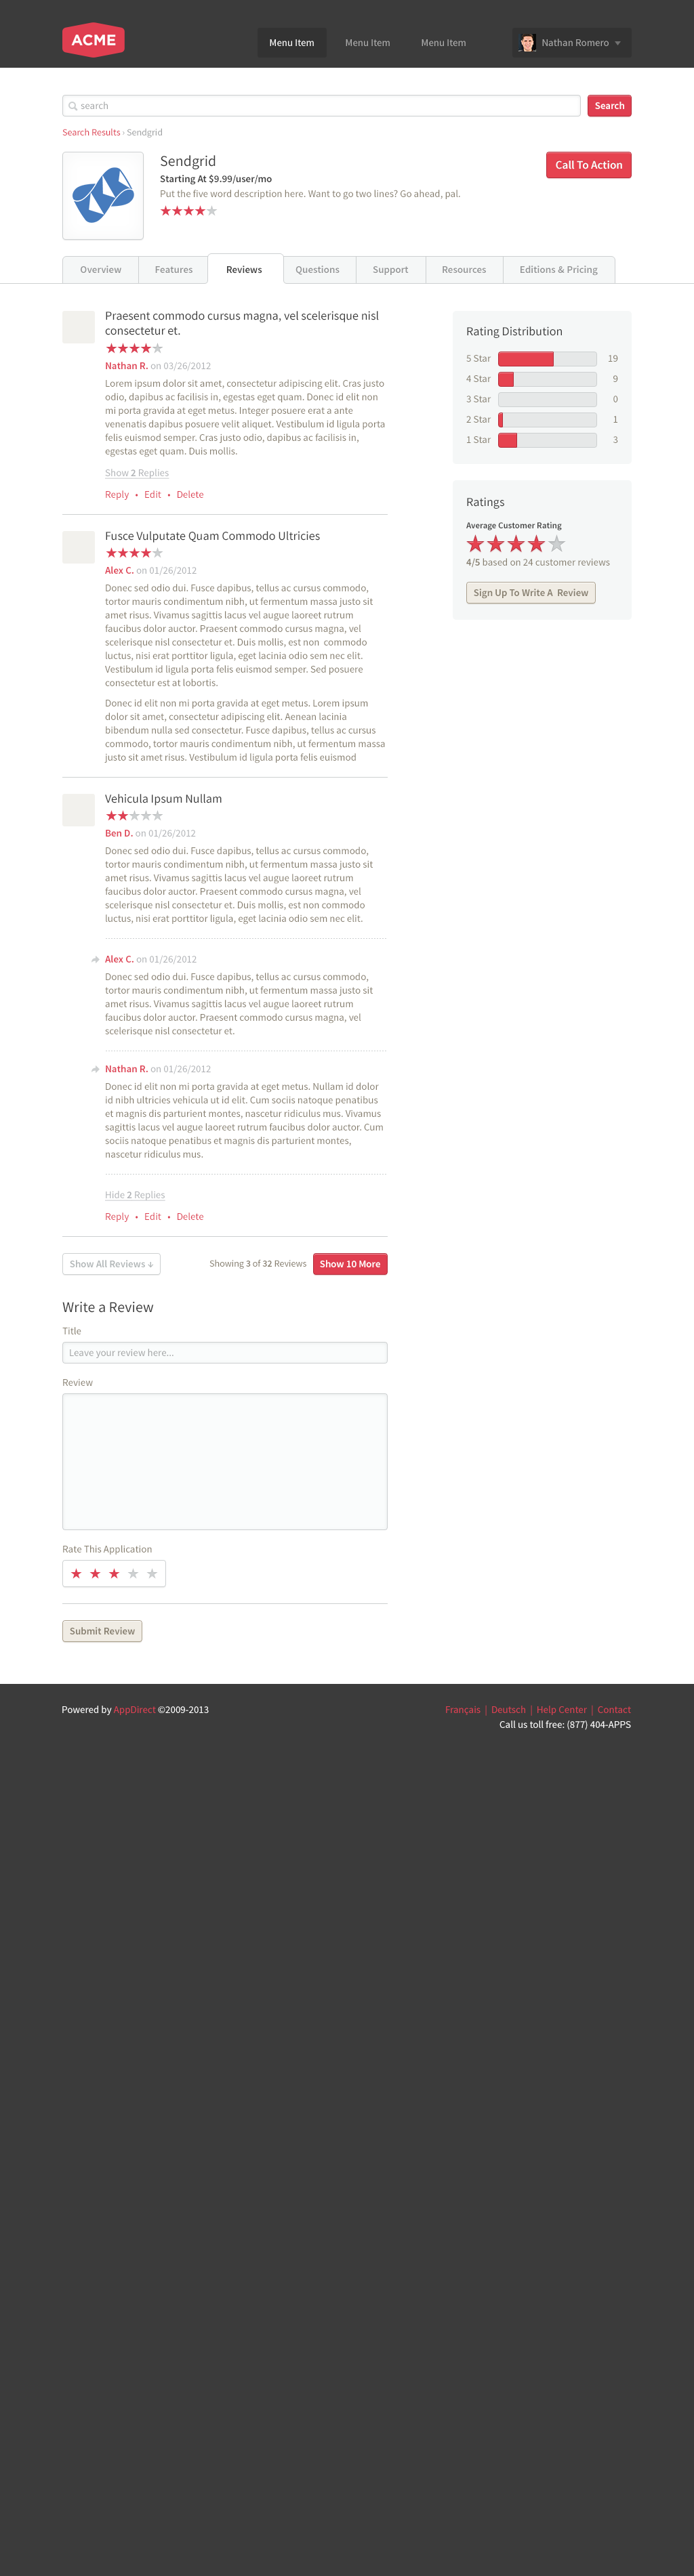 ACME
Menu Item
Menu Item
Menu Item
Nathan Romero
search
Search
Search Results › Sendgrid
Sendgrid
Starting At $9.99/user/mo
Put the five word description here. Want to go two lines? Go ahead, pal.
Call To Action
Overview
Features
Reviews
Questions
Support
Resources
Editions & Pricing
Praesent commodo cursus magna, vel scelerisque nisl
consectetur et.
Nathan R. on 03/26/2012
Lorem ipsum dolor sit amet, consectetur adipiscing elit. Cras justo
odio, dapibus ac facilisis in, egestas eget quam. Donec id elit non
mi porta gravida at eget metus. Integer posuere erat a ante
venenatis dapibus posuere velit aliquet. Vestibulum id ligula porta
felis euismod semper. Cras justo odio, dapibus ac facilisis in,
egestas eget quam. Duis mollis.
Show 2 Replies
Reply • Edit • Delete
Fusce Vulputate Quam Commodo Ultricies
Alex C. on 01/26/2012
Donec sed odio dui. Fusce dapibus, tellus ac cursus commodo,
tortor mauris condimentum nibh, ut fermentum massa justo
sit amet risus. Vivamus sagittis lacus vel augue laoreet rutrum
faucibus dolor auctor. Praesent commodo cursus magna, vel
scelerisque nisl consectetur et. Duis mollis, est non  commodo
luctus, nisi erat porttitor ligula, eget lacinia odio sem nec elit.
Vestibulum id ligula porta felis euismod semper. Sed posuere
consectetur est at lobortis.
Donec id elit non mi porta gravida at eget metus. Lorem ipsum
dolor sit amet, consectetur adipiscing elit. Aenean lacinia
bibendum nulla sed consectetur. Fusce dapibus, tellus ac cursus
commodo, tortor mauris condimentum nibh, ut fermentum massa
justo sit amet risus. Vestibulum id ligula porta felis euismod
Vehicula Ipsum Nullam
Ben D. on 01/26/2012
Donec sed odio dui. Fusce dapibus, tellus ac cursus commodo,
tortor mauris condimentum nibh, ut fermentum massa justo sit
amet risus. Vivamus sagittis lacus vel augue laoreet rutrum
faucibus dolor auctor. Praesent commodo cursus magna, vel
scelerisque nisl consectetur et. Duis mollis, est non commodo
luctus, nisi erat porttitor ligula, eget lacinia odio sem nec elit.
Alex C. on 01/26/2012
Donec sed odio dui. Fusce dapibus, tellus ac cursus commodo,
tortor mauris condimentum nibh, ut fermentum massa justo sit
amet risus. Vivamus sagittis lacus vel augue laoreet rutrum
faucibus dolor auctor. Praesent commodo cursus magna, vel
scelerisque nisl consectetur et.
Nathan R. on 01/26/2012
Donec id elit non mi porta gravida at eget metus. Nullam id dolor
id nibh ultricies vehicula ut id elit. Cum sociis natoque penatibus
et magnis dis parturient montes, nascetur ridiculus mus. Vivamus
sagittis lacus vel augue laoreet rutrum faucibus dolor auctor. Cum
sociis natoque penatibus et magnis dis parturient montes,
nascetur ridiculus mus.
Hide 2 Replies
Reply • Edit • Delete
Show All Reviews ↓
Showing 3 of 32 Reviews
Show 10 More
Write a Review
Title
Leave your review here...
Review
Rate This Application
Submit Review
Rating Distribution
5 Star 19
4 Star 9
3 Star 0
2 Star 1
1 Star 3
Ratings
Average Customer Rating
4/5 based on 24 customer reviews
Sign Up To Write A  Review
Powered by AppDirect ©2009-2013
Français | Deutsch | Help Center | Contact
Call us toll free: (877) 404-APPS